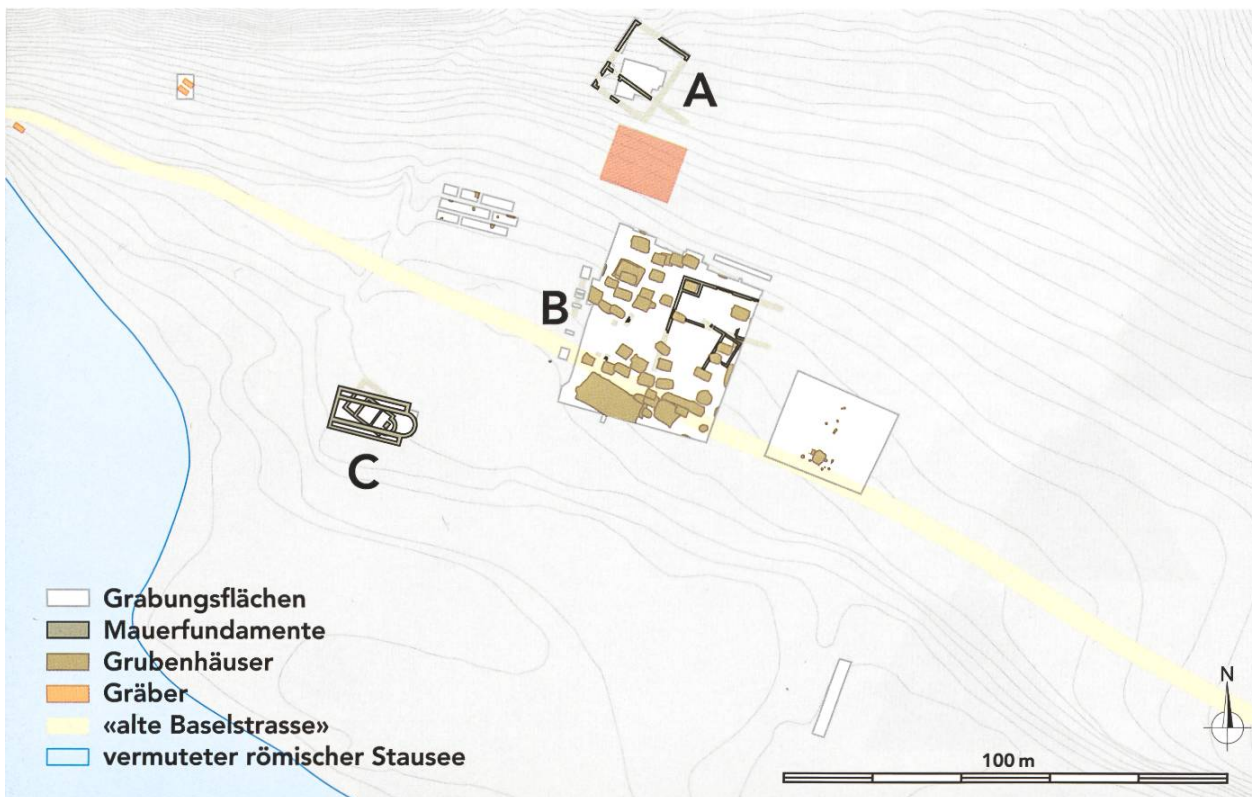 A
B
C
Grabungsflächen
Mauerfundamente
Grubenhäuser
Gräber
«alte Baselstrasse»
vermuteter römischer Stausee
N
100 m